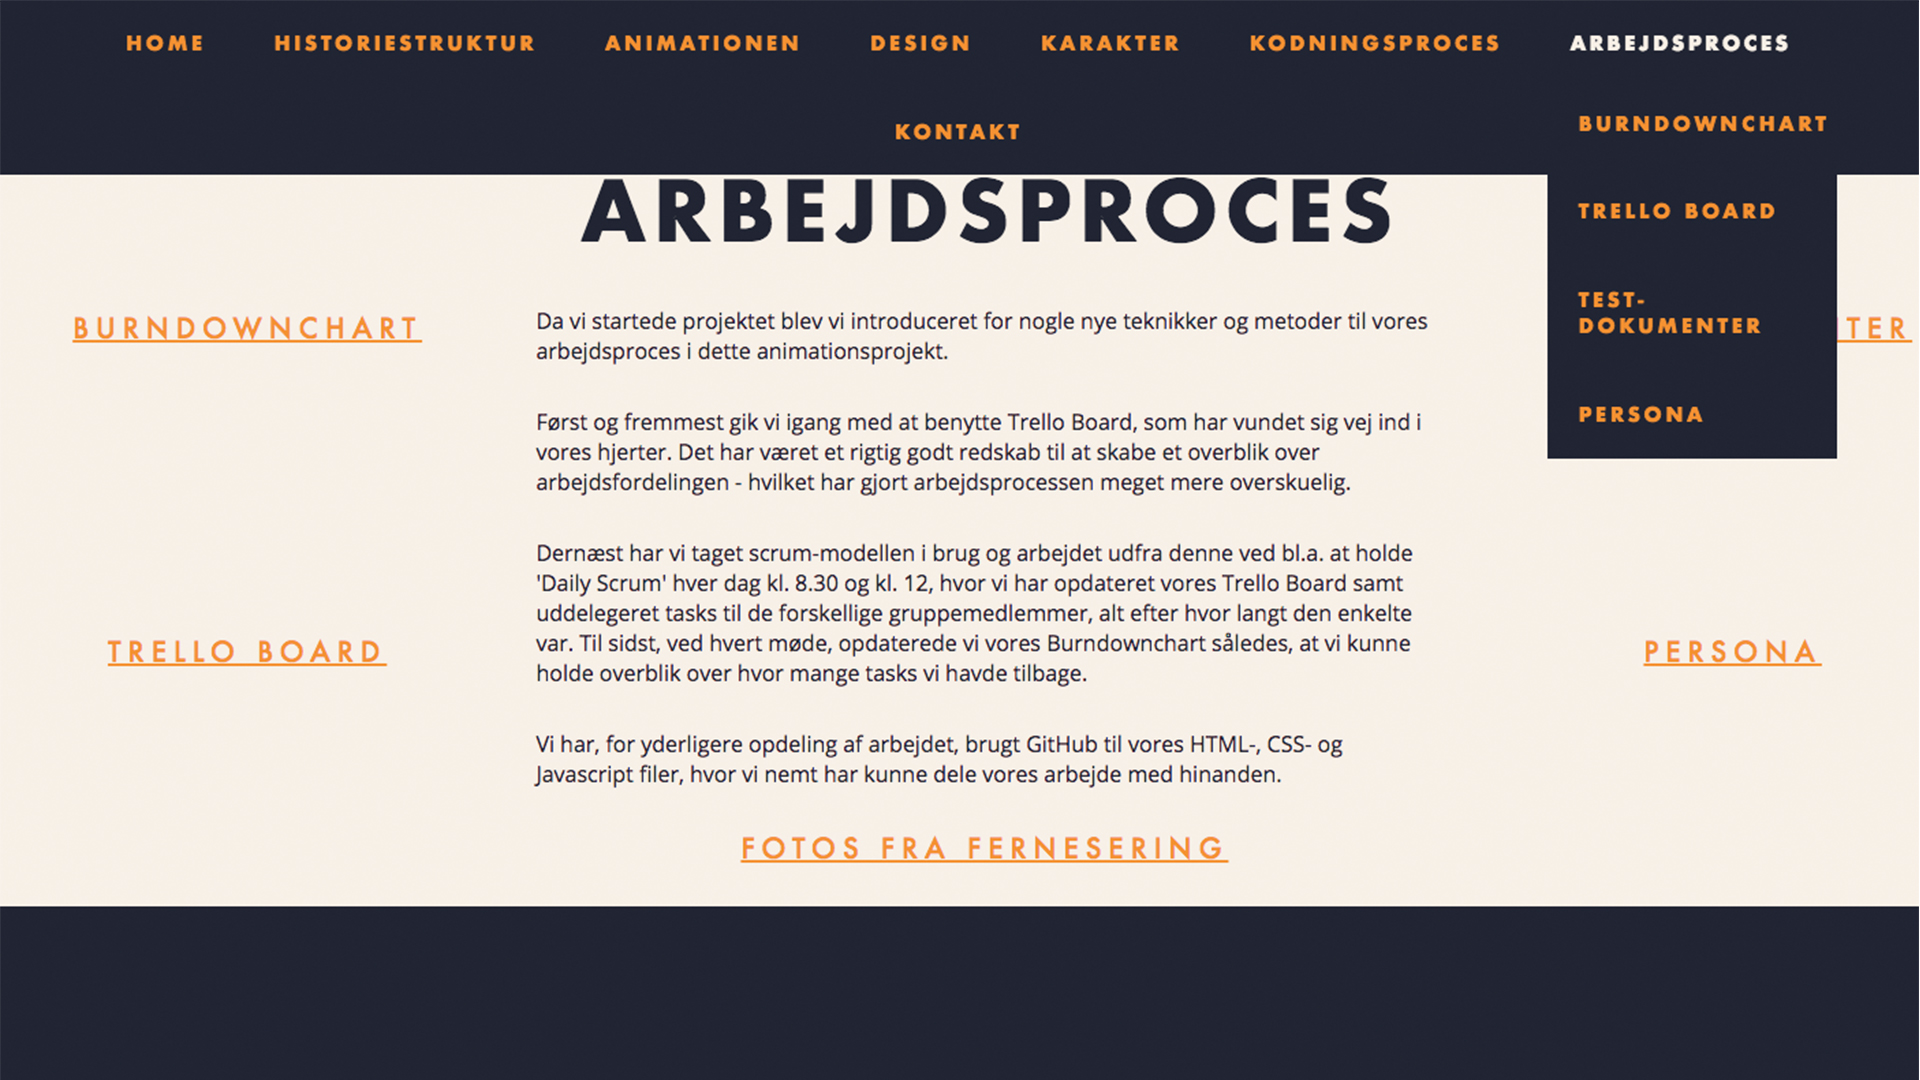 HOME HISTORIESTRUKTUR ANIMATIONEN DESIGN KARAKTER KODNINGSPROCES ARBEJDSPROCES
KONTAKT
BURNDOWNCHART
TRELLO BOARD
TEST-
DOKUMENTER
PERSONA
ARBEJDSPROCES
BURNDOWNCHART
Da vi startede projektet blev vi introduceret for nogle nye teknikker og metoder til vores
arbejdsproces i dette animationsprojekt.
Først og fremmest gik vi igang med at benytte Trello Board, som har vundet sig vej ind i
vores hjerter. Det har været et rigtig godt redskab til at skabe et overblik over
arbejdsfordelingen - hvilket har gjort arbejdsprocessen meget mere overskuelig.
Dernæst har vi taget scrum-modellen i brug og arbejdet udfra denne ved bl.a. at holde
'Daily Scrum' hver dag kl. 8.30 og kl. 12, hvor vi har opdateret vores Trello Board samt
uddelegeret tasks til de forskellige gruppemedlemmer, alt efter hvor langt den enkelte
var. Til sidst, ved hvert møde, opdaterede vi vores Burndownchart således, at vi kunne
holde overblik over hvor mange tasks vi havde tilbage.
Vi har, for yderligere opdeling af arbejdet, brugt GitHub til vores HTML-, CSS- og
Javascript filer, hvor vi nemt har kunne dele vores arbejde med hinanden.
TRELLO BOARD
PERSONA
FOTOS FRA FERNESERING